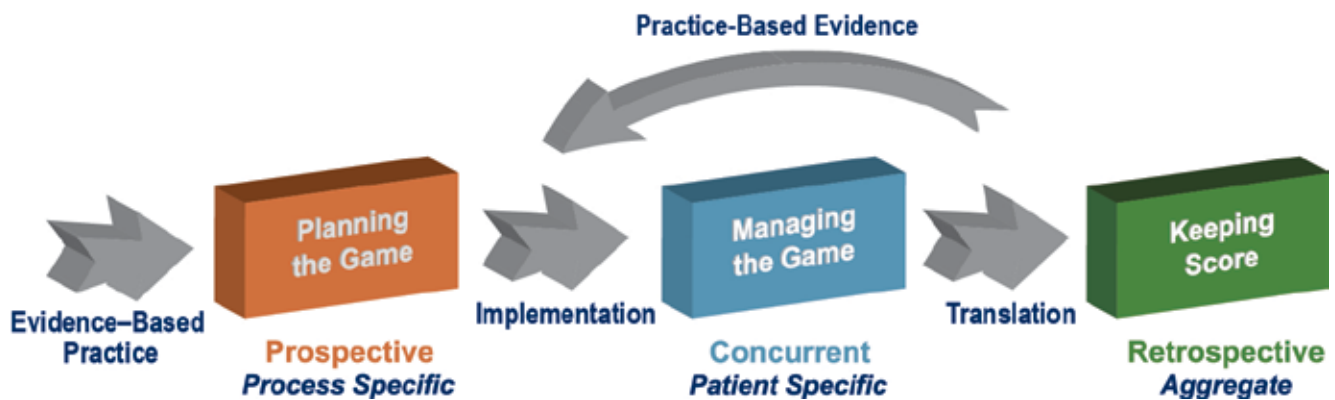 Practice-Based Evidence
Planning
the Game
Managing
the Game
Keeping
Score
Evidence–Based
Practice
Implementation
Translation
Prospective
Process Specific
Concurrent
Patient Specific
Retrospective
Aggregate